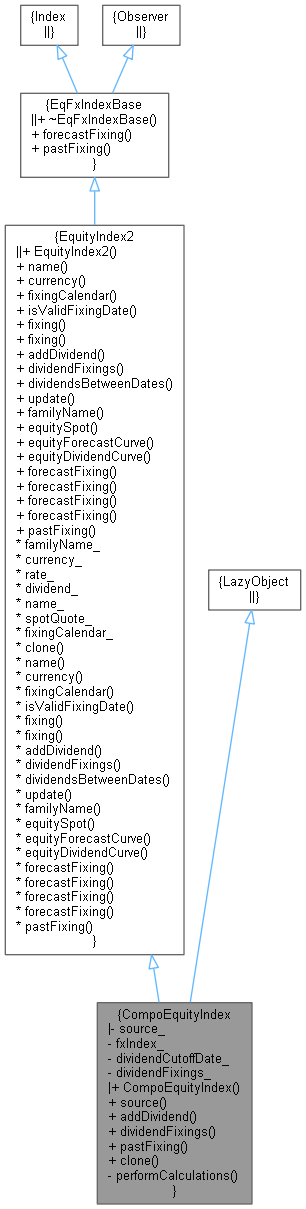 {Index
||}
{Observer
||}
{EqFxIndexBase
||+ ~EqFxIndexBase()
+ forecastFixing()
+ pastFixing()
}
{EquityIndex2
||+ EquityIndex2()
+ name()
+ currency()
+ fixingCalendar()
+ isValidFixingDate()
+ fixing()
+ fixing()
+ addDividend()
+ dividendFixings()
+ dividendsBetweenDates()
+ update()
+ familyName()
+ equitySpot()
+ equityForecastCurve()
+ equityDividendCurve()
+ forecastFixing()
+ forecastFixing()
+ forecastFixing()
+ forecastFixing()
+ pastFixing()
* familyName_
* currency_
* rate_
* dividend_
* name_
* spotQuote_
* fixingCalendar_
* clone()
* name()
* currency()
* fixingCalendar()
* isValidFixingDate()
* fixing()
* fixing()
* addDividend()
* dividendFixings()
* dividendsBetweenDates()
* update()
* familyName()
* equitySpot()
* equityForecastCurve()
* equityDividendCurve()
* forecastFixing()
* forecastFixing()
* forecastFixing()
* forecastFixing()
* pastFixing()
}
{LazyObject
||}
{CompoEquityIndex
|- source_
- fxIndex_
- dividendCutoffDate_
- dividendFixings_
|+ CompoEquityIndex()
+ source()
+ addDividend()
+ dividendFixings()
+ pastFixing()
+ clone()
- performCalculations()
}